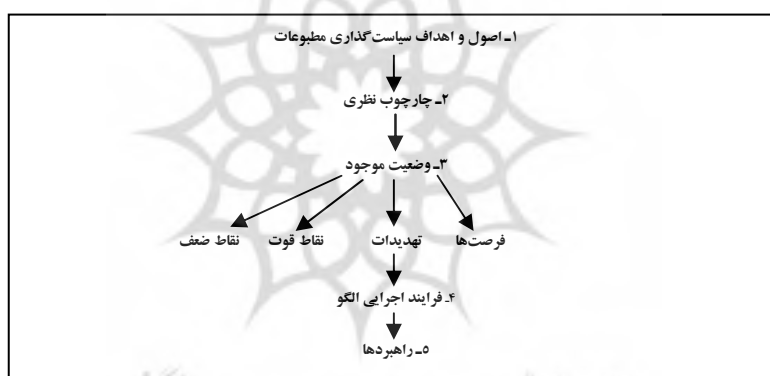 ۱ـ اصول و اهداف سیاست‌گذاری مطبوعات
۲ـ چارچوب نظری
۳ـ وضعیت موجود
فرصت‌ها تهدیدات نقاط قوت نقاط ضعف
۴ـ فرایند اجرایی الگو
۵ـ راهبردها